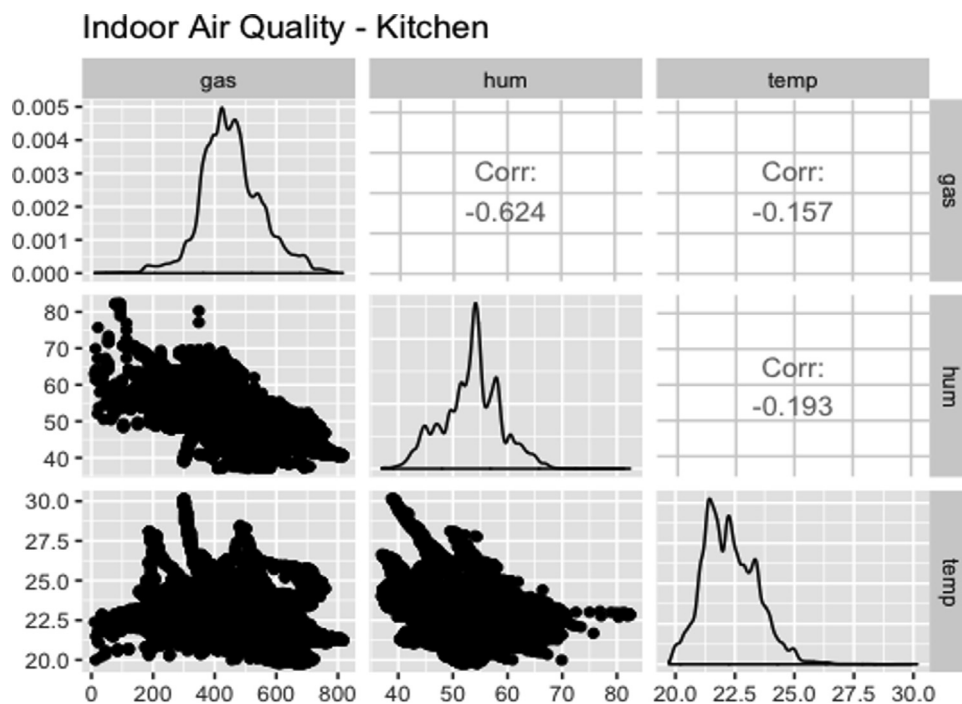 Indoor Air Quality - Kitchen
gas hum temp
0.005
0.004
0.003
0.002
0.001
0.000
Corr:
-0.624
Corr:
-0.157
gas
80
70
60
50
40
Corr:
-0.193
hum
30.0
27.5
25.0
22.5
20.0
temp
0 200 400 600 800 40 50 60 70 80 20.0 22.5 25.0 27.5 30.0